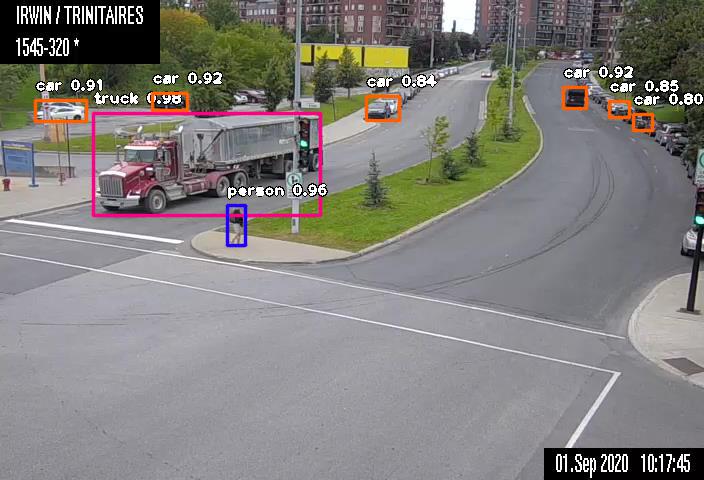 IRWIN / TRINITAIRES
1545-320 *
car 0.91
truck 0.98
car 0.92
car 0.84
car 0.92
car 0.85
car 0.80
person 0.96
01.Sep 2020 10:17:45